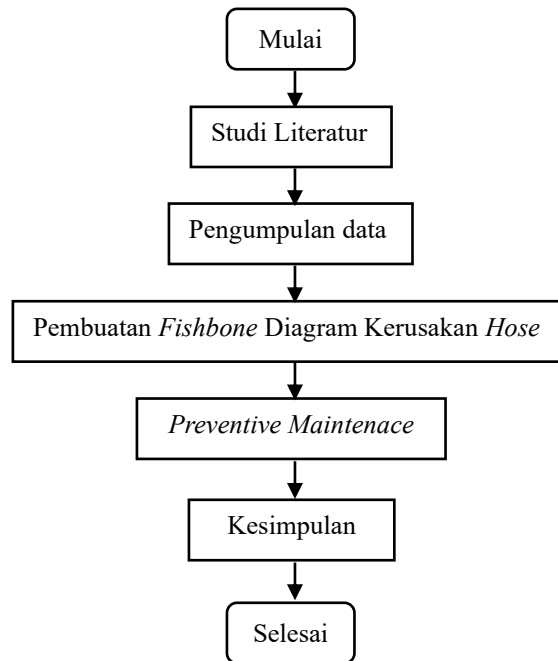 Mulai
Studi Literatur
Pengumpulan data
Pembuatan Fishbone Diagram Kerusakan Hose
Preventive Maintenace
Kesimpulan
Selesai